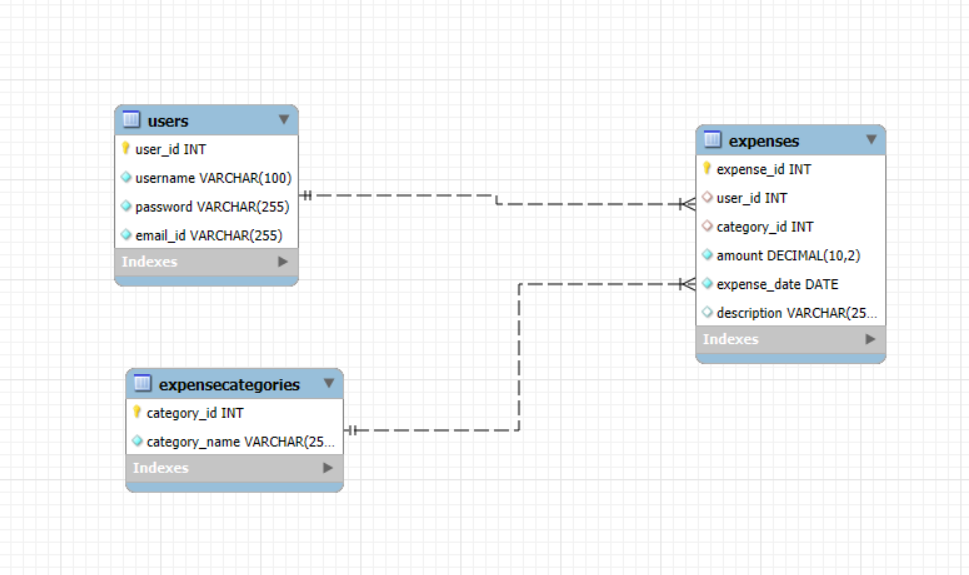 users
user_id INT
username VARCHAR(100)
password VARCHAR(255)
email_id VARCHAR(255)
Indexes
expenses
expense_id INT
user_id INT
category_id INT
amount DECIMAL(10,2)
expense_date DATE
description VARCHAR(25...
Indexes
expensecategories
category_id INT
category_name VARCHAR(25...
Indexes